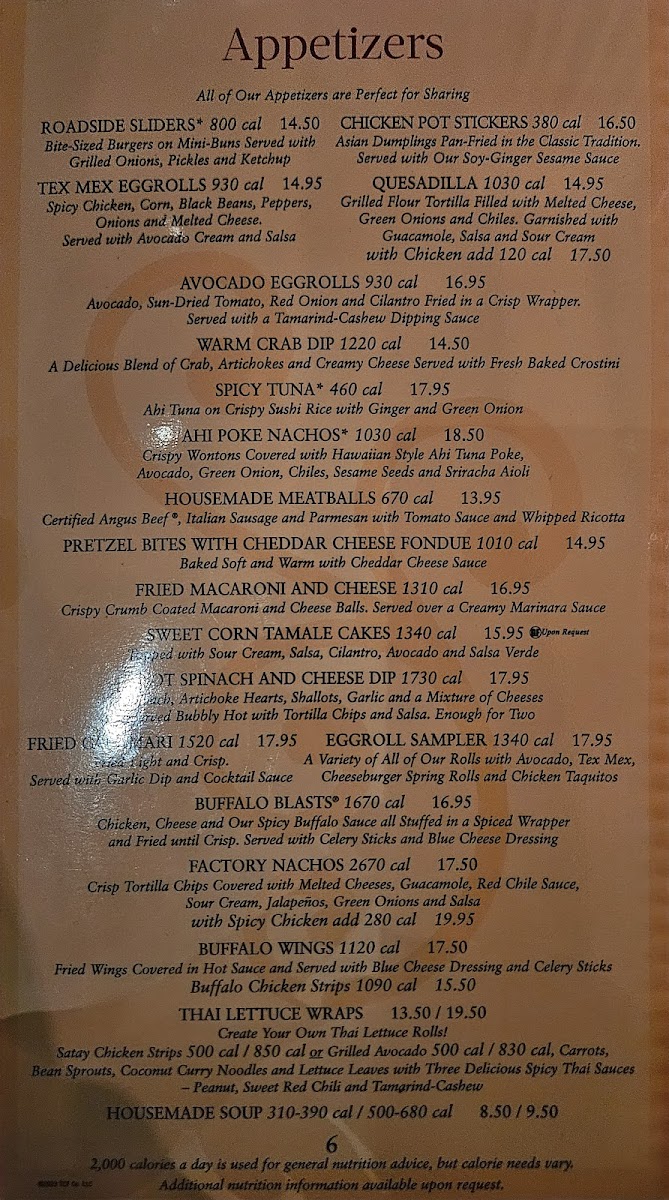 Appetizers
All of Our Appetizers are Perfect for Sharing
ROADSIDE SLIDERS* 800 cal 14.50
Bite-Sized Burgers on Mini-Buns Served with
Grilled Onions, Pickles and Ketchup
CHICKEN POT STICKERS 380 cal 16.50
Asian Dumplings Pan-Fried in the Classic Tradition.
Served with Our Soy-Ginger Sesame Sauce
TEX MEX EGGROLLS 930 cal 14.95
Spicy Chicken, Corn, Black Beans, Peppers,
Onions and Melted Cheese.
Served with Avocado Cream and Salsa
QUESADILLA 1030 cal 14.95
Grilled Flour Tortilla Filled with Melted Cheese,
Green Onions and Chiles. Garnished with
Guacamole, Salsa and Sour Cream
with Chicken add 120 cal 17.50
AVOCADO EGGROLLS 930 cal 16.95
Avocado, Sun-Dried Tomato, Red Onion and Cilantro Fried in a Crisp Wrapper.
Served with a Tamarind-Cashew Dipping Sauce
WARM CRAB DIP 1220 cal 14.50
A Delicious Blend of Crab, Artichokes and Creamy Cheese Served with Fresh Baked Crostini
SPICY TUNA* 460 cal 17.95
Ahi Tuna on Crispy Sushi Rice with Ginger and Green Onion
AHI POKE NACHOS* 1030 cal 18.50
Crispy Wontons Covered with Hawaiian Style Ahi Tuna Poke,
Avocado, Green Onion, Chiles, Sesame Seeds and Sriracha Aioli
HOUSEMADE MEATBALLS 670 cal 13.95
Certified Angus Beef®, Italian Sausage and Parmesan with Tomato Sauce and Whipped Ricotta
PRETZEL BITES WITH CHEDDAR CHEESE FONDUE 1010 cal 14.95
Baked Soft and Warm with Cheddar Cheese Sauce
FRIED MACARONI AND CHEESE 1310 cal 16.95
Crispy Crumb Coated Macaroni and Cheese Balls. Served over a Creamy Marinara Sauce
SWEET CORN TAMALE CAKES 1340 cal 15.95 Upon Request
Topped with Sour Cream, Salsa, Cilantro, Avocado and Salsa Verde
HOT SPINACH AND CHEESE DIP 1730 cal 17.95
Spinach, Artichoke Hearts, Shallots, Garlic and a Mixture of Cheeses
Served Bubbly Hot with Tortilla Chips and Salsa. Enough for Two
FRIED CALAMARI 1520 cal 17.95
Fried Light and Crisp.
Served with Garlic Dip and Cocktail Sauce
EGGROLL SAMPLER 1340 cal 17.95
A Variety of All of Our Rolls with Avocado, Tex Mex,
Cheeseburger Spring Rolls and Chicken Taquitos
BUFFALO BLASTS® 1670 cal 16.95
Chicken, Cheese and Our Spicy Buffalo Sauce all Stuffed in a Spiced Wrapper
and Fried until Crisp. Served with Celery Sticks and Blue Cheese Dressing
FACTORY NACHOS 2670 cal 17.50
Crisp Tortilla Chips Covered with Melted Cheeses, Guacamole, Red Chile Sauce,
Sour Cream, Jalapeños, Green Onions and Salsa
with Spicy Chicken add 280 cal 19.95
BUFFALO WINGS 1120 cal 17.50
Fried Wings Covered in Hot Sauce and Served with Blue Cheese Dressing and Celery Sticks
Buffalo Chicken Strips 1090 cal 15.50
THAI LETTUCE WRAPS 13.50 / 19.50
Create Your Own Thai Lettuce Rolls!
Satay Chicken Strips 500 cal / 850 cal or Grilled Avocado 500 cal / 830 cal, Carrots,
Bean Sprouts, Coconut Curry Noodles and Lettuce Leaves with Three Delicious Spicy Thai Sauces
– Peanut, Sweet Red Chili and Tamarind-Cashew
HOUSEMADE SOUP 310-390 cal / 500-680 cal 8.50 / 9.50
6
2,000 calories a day is used for general nutrition advice, but calorie needs vary.
Additional nutrition information available upon request.